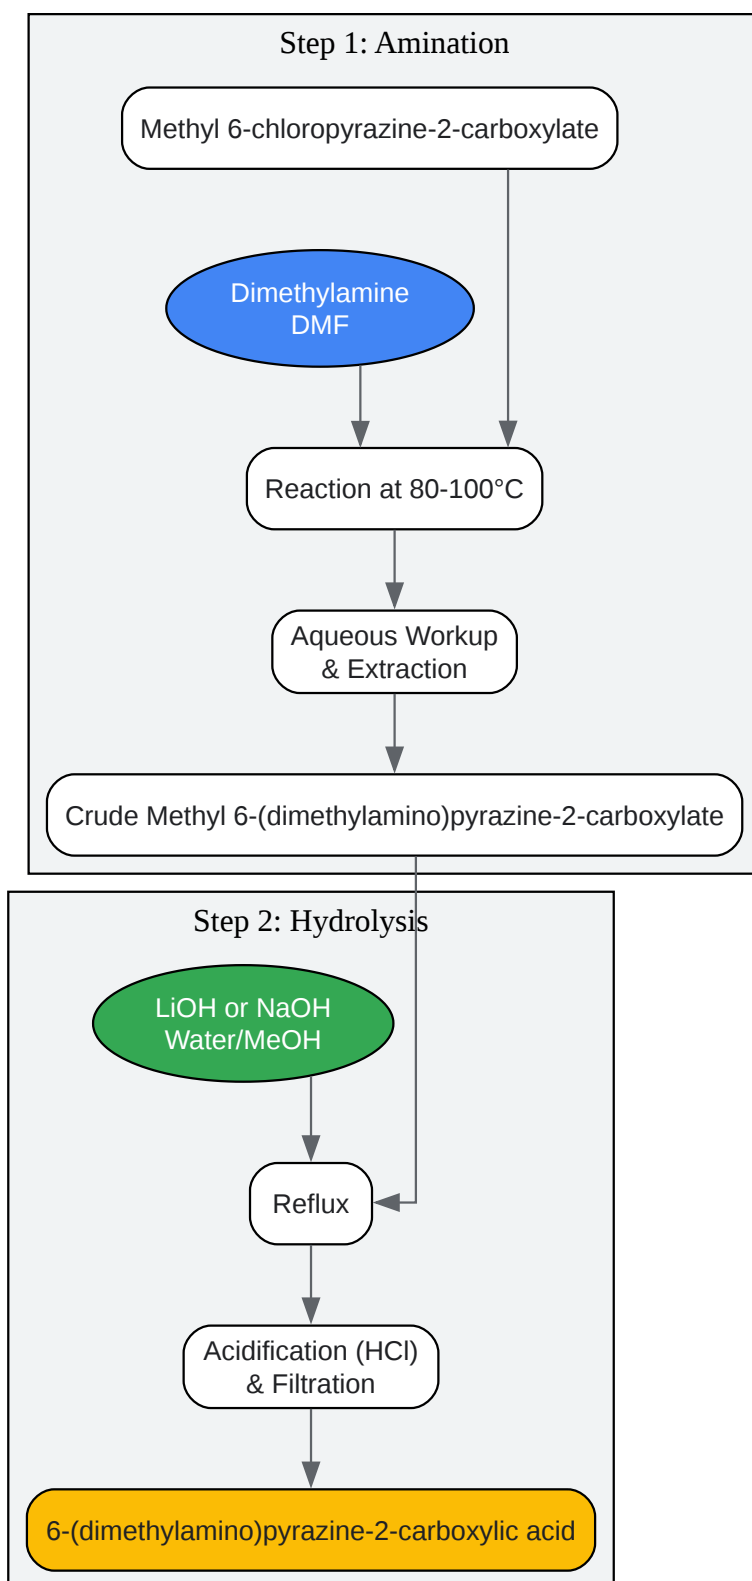 Step 1: Amination
Methyl 6-chloropyrazine-2-carboxylate
Dimethylamine
DMF
Reaction at 80-100°C
Aqueous Workup
& Extraction
Crude Methyl 6-(dimethylamino)pyrazine-2-carboxylate
Step 2: Hydrolysis
LiOH or NaOH
Water/MeOH
Reflux
Acidification (HCl)
& Filtration
6-(dimethylamino)pyrazine-2-carboxylic acid